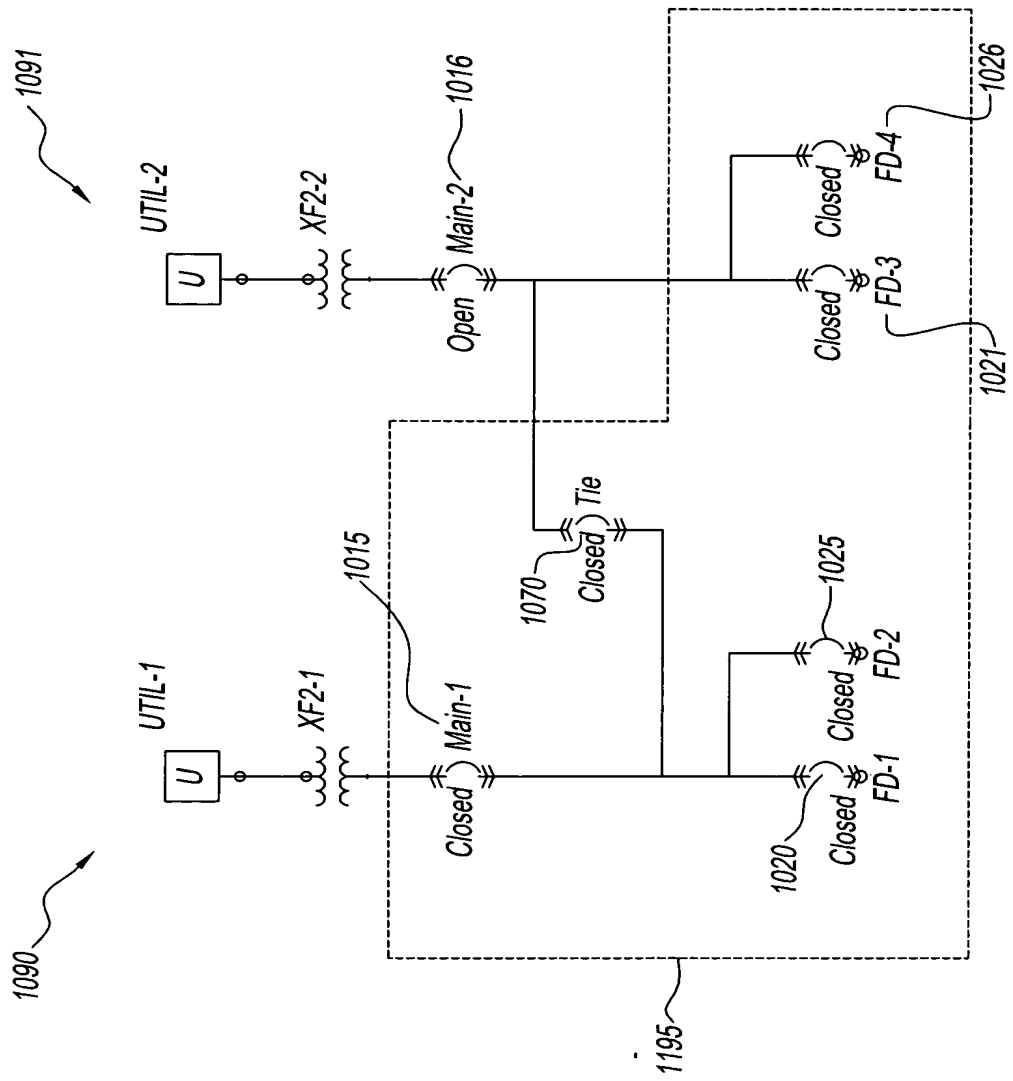 1090
1091
UTIL-1
U
XF2-1
1015
Main-1
Closed
UTIL-2
U
XF2-2
1016
Main-2
Open
Tie
1070
Closed
1020
Closed
FD-1
1025
Closed
FD-2
Closed
FD-3
1021
Closed
FD-4
1026
1195